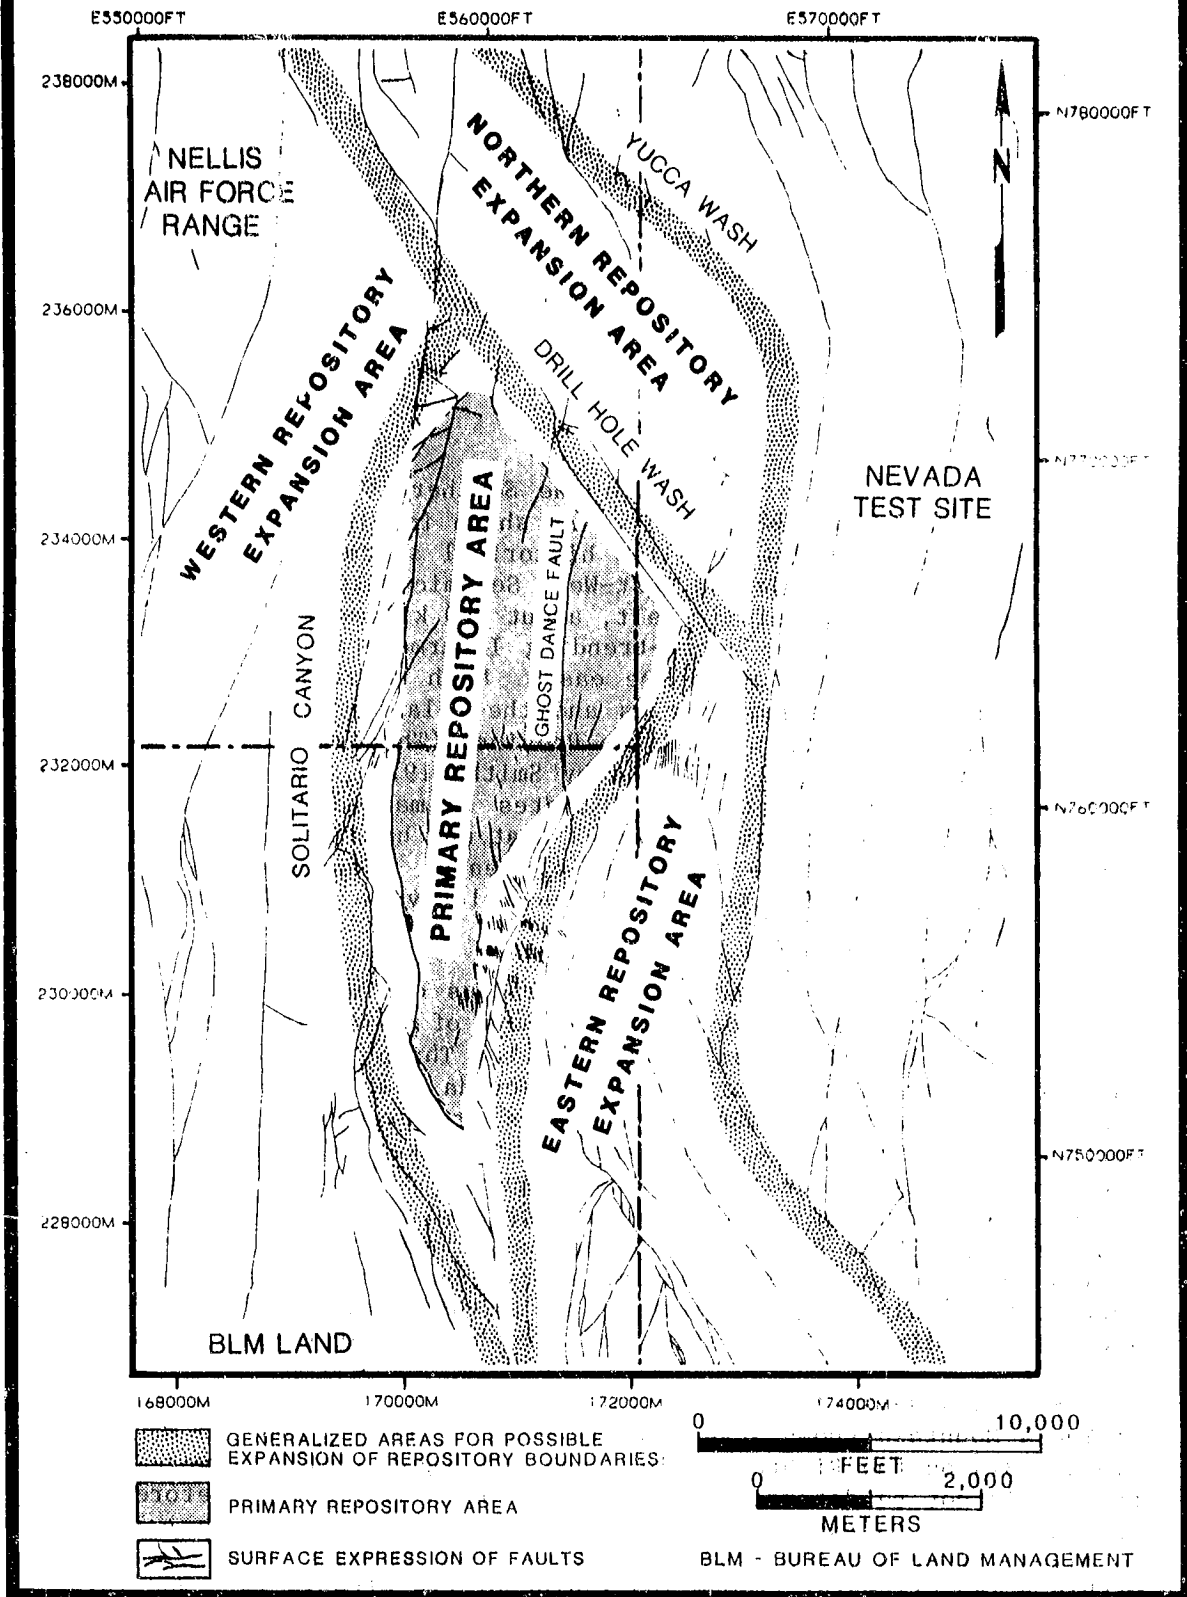 E550000FT E560000FT E570000FT
238000M
N780000FT
NELLIS
AIR FORCE
RANGE
YUCCA WASH
NORTHERN REPOSITORY
EXPANSION AREA
N
236000M
WESTERN REPOSITORY
EXPANSION AREA
DRILL HOLE WASH
N770000FT
NEVADA
TEST SITE
234000M
PRIMARY REPOSITORY AREA
GHOST DANCE FAULT
SOLITARIO CANYON
232000M
N760000FT
EASTERN REPOSITORY
EXPANSION AREA
230000M
N750000FT
228000M
BLM LAND
168000M 170000M 172000M 174000M
GENERALIZED AREAS FOR POSSIBLE
EXPANSION OF REPOSITORY BOUNDARIES
PRIMARY REPOSITORY AREA
SURFACE EXPRESSION OF FAULTS
0 10,000
FEET
0 2,000
METERS
BLM - BUREAU OF LAND MANAGEMENT